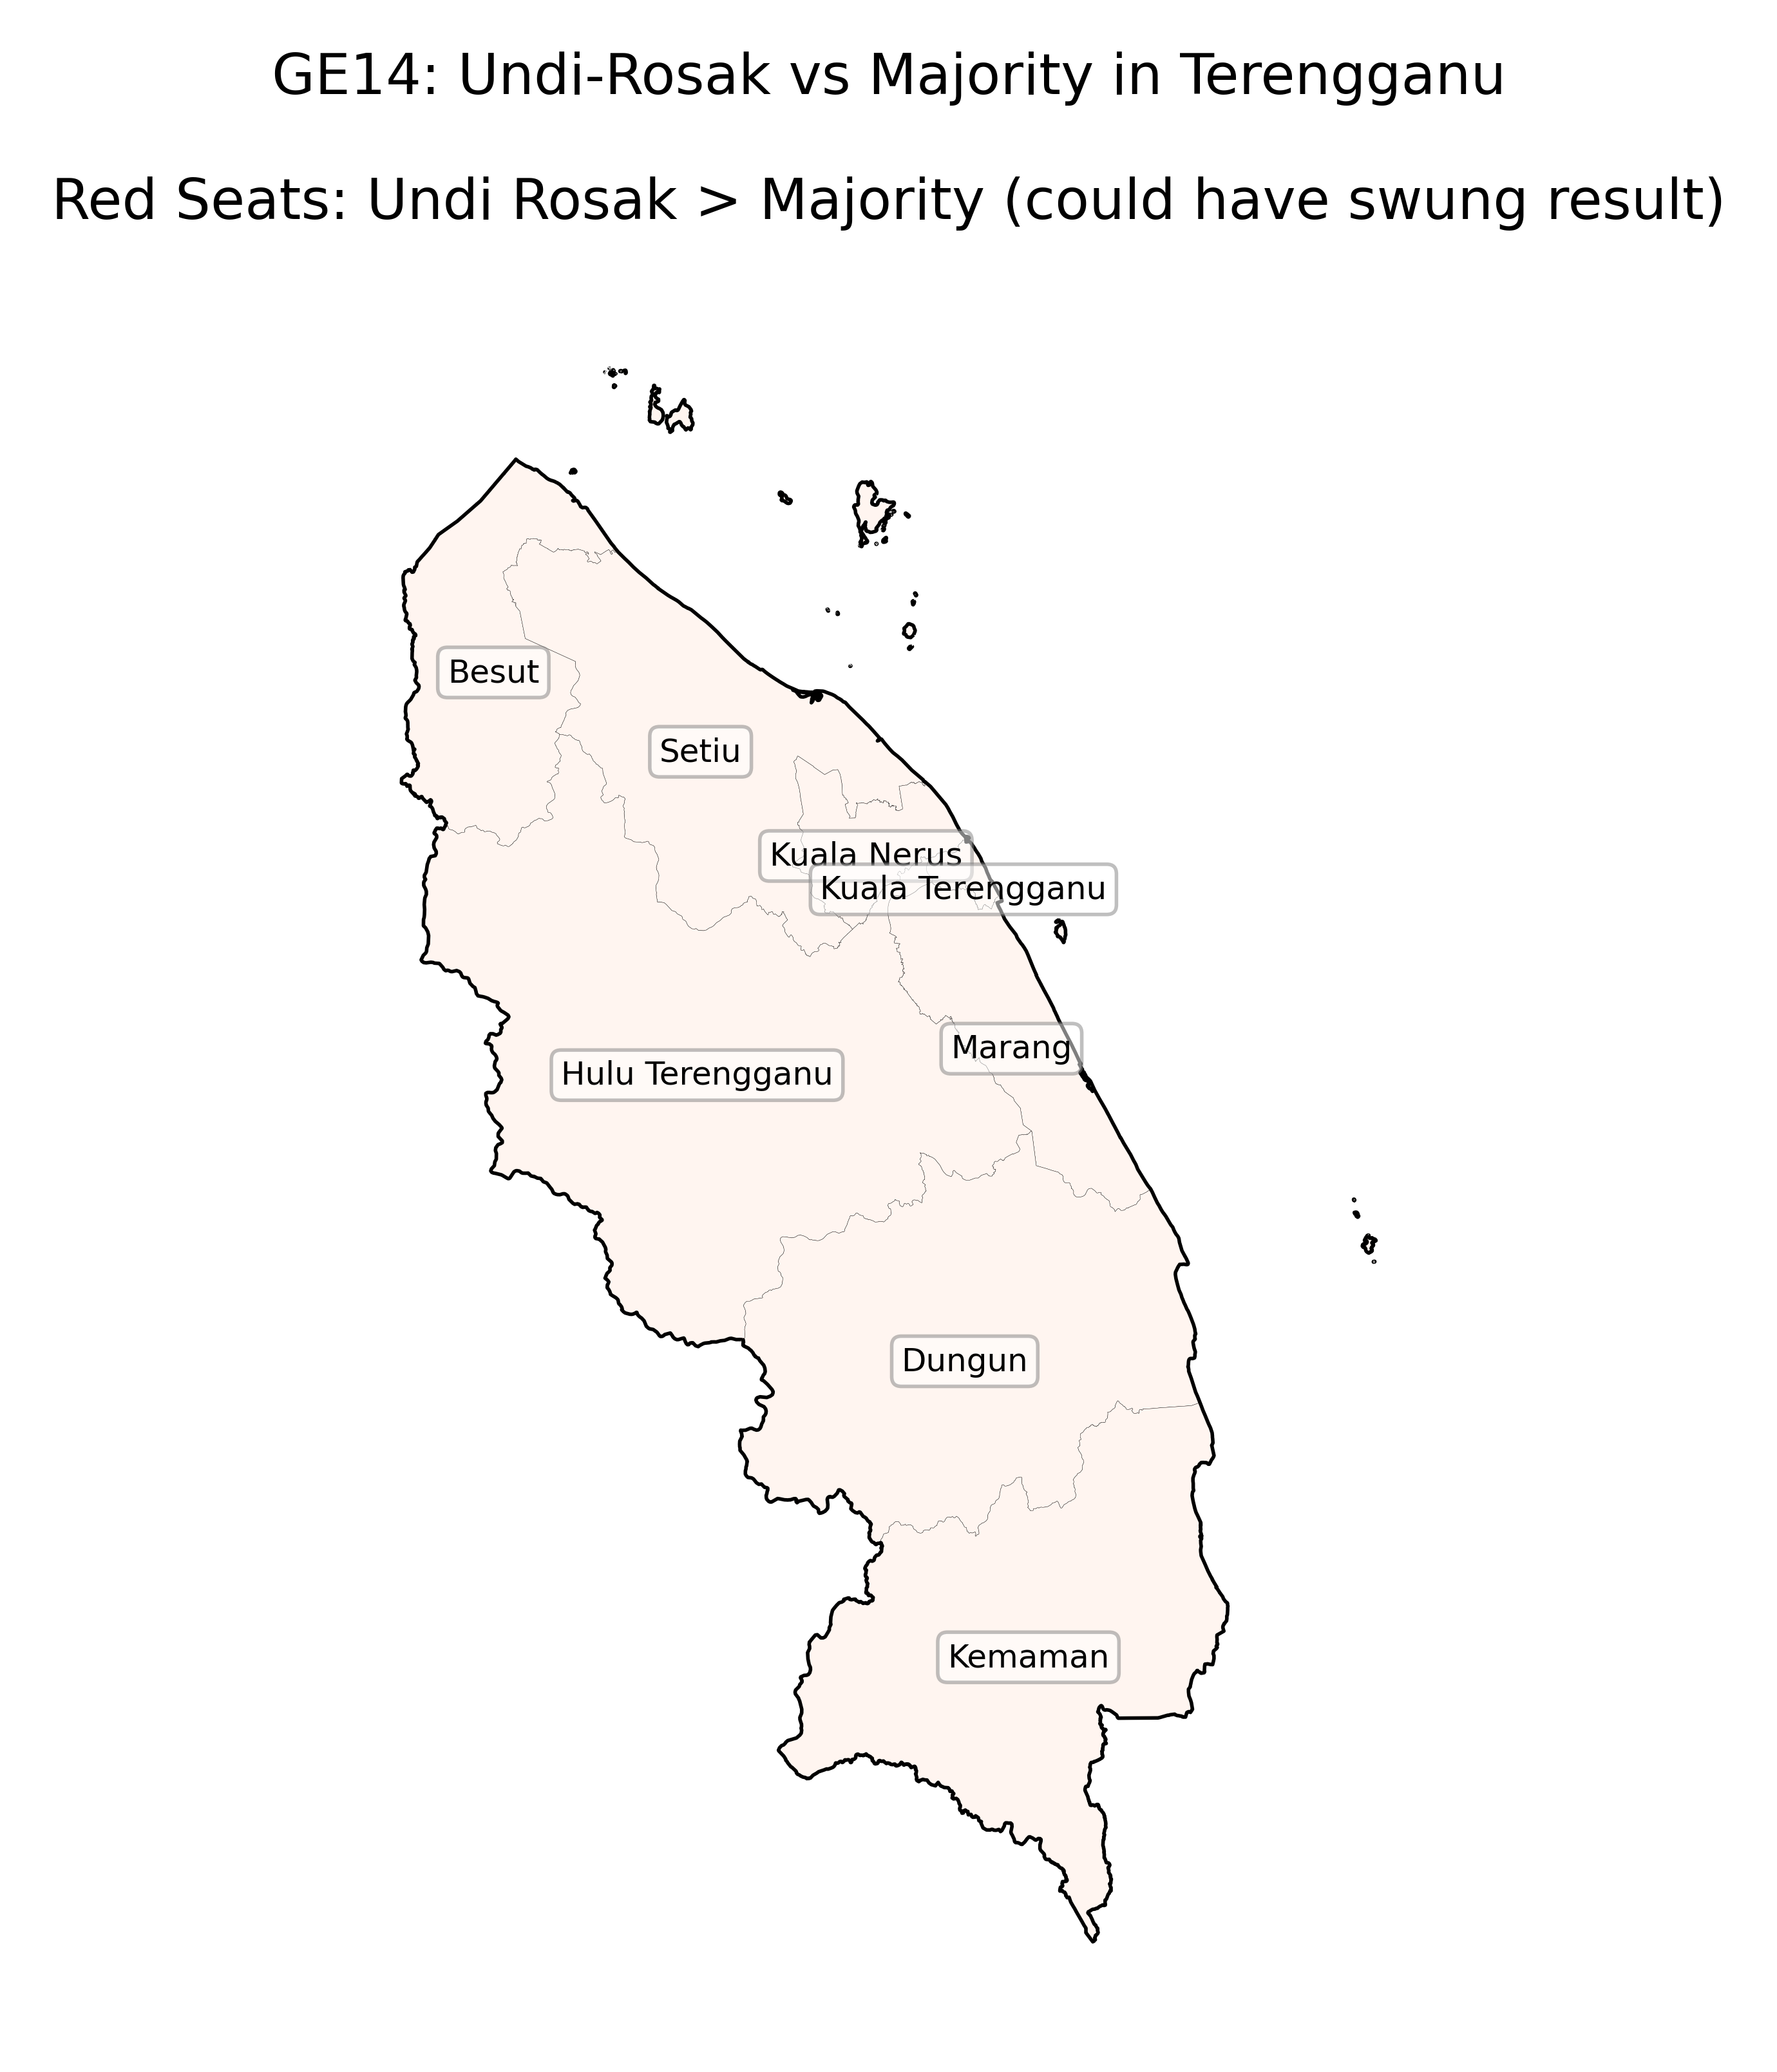 GE14: Undi-Rosak vs Majority in Terengganu
Red Seats: Undi Rosak > Majority (could have swung result)
Besut
Setiu
Kuala Nerus
Kuala Terengganu
Marang
Hulu Terengganu
Dungun
Kemaman